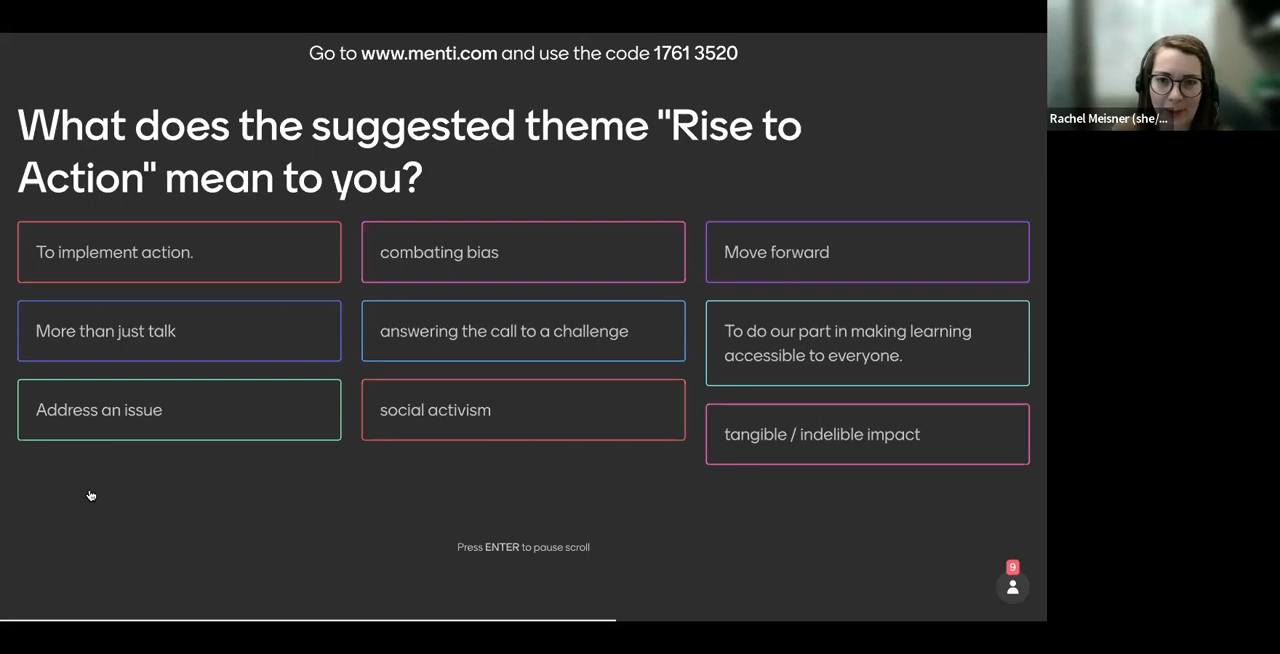 Go to www.menti.com and use the code 1761 3520
What does the suggested theme "Rise to
Action" mean to you?
To implement action.
combating bias
Move forward
More than just talk
answering the call to a challenge
To do our part in making learning
accessible to everyone.
Address an issue
social activism
tangible / indelible impact
Press ENTER to pause scroll
9
Rachel Meisner (she/...